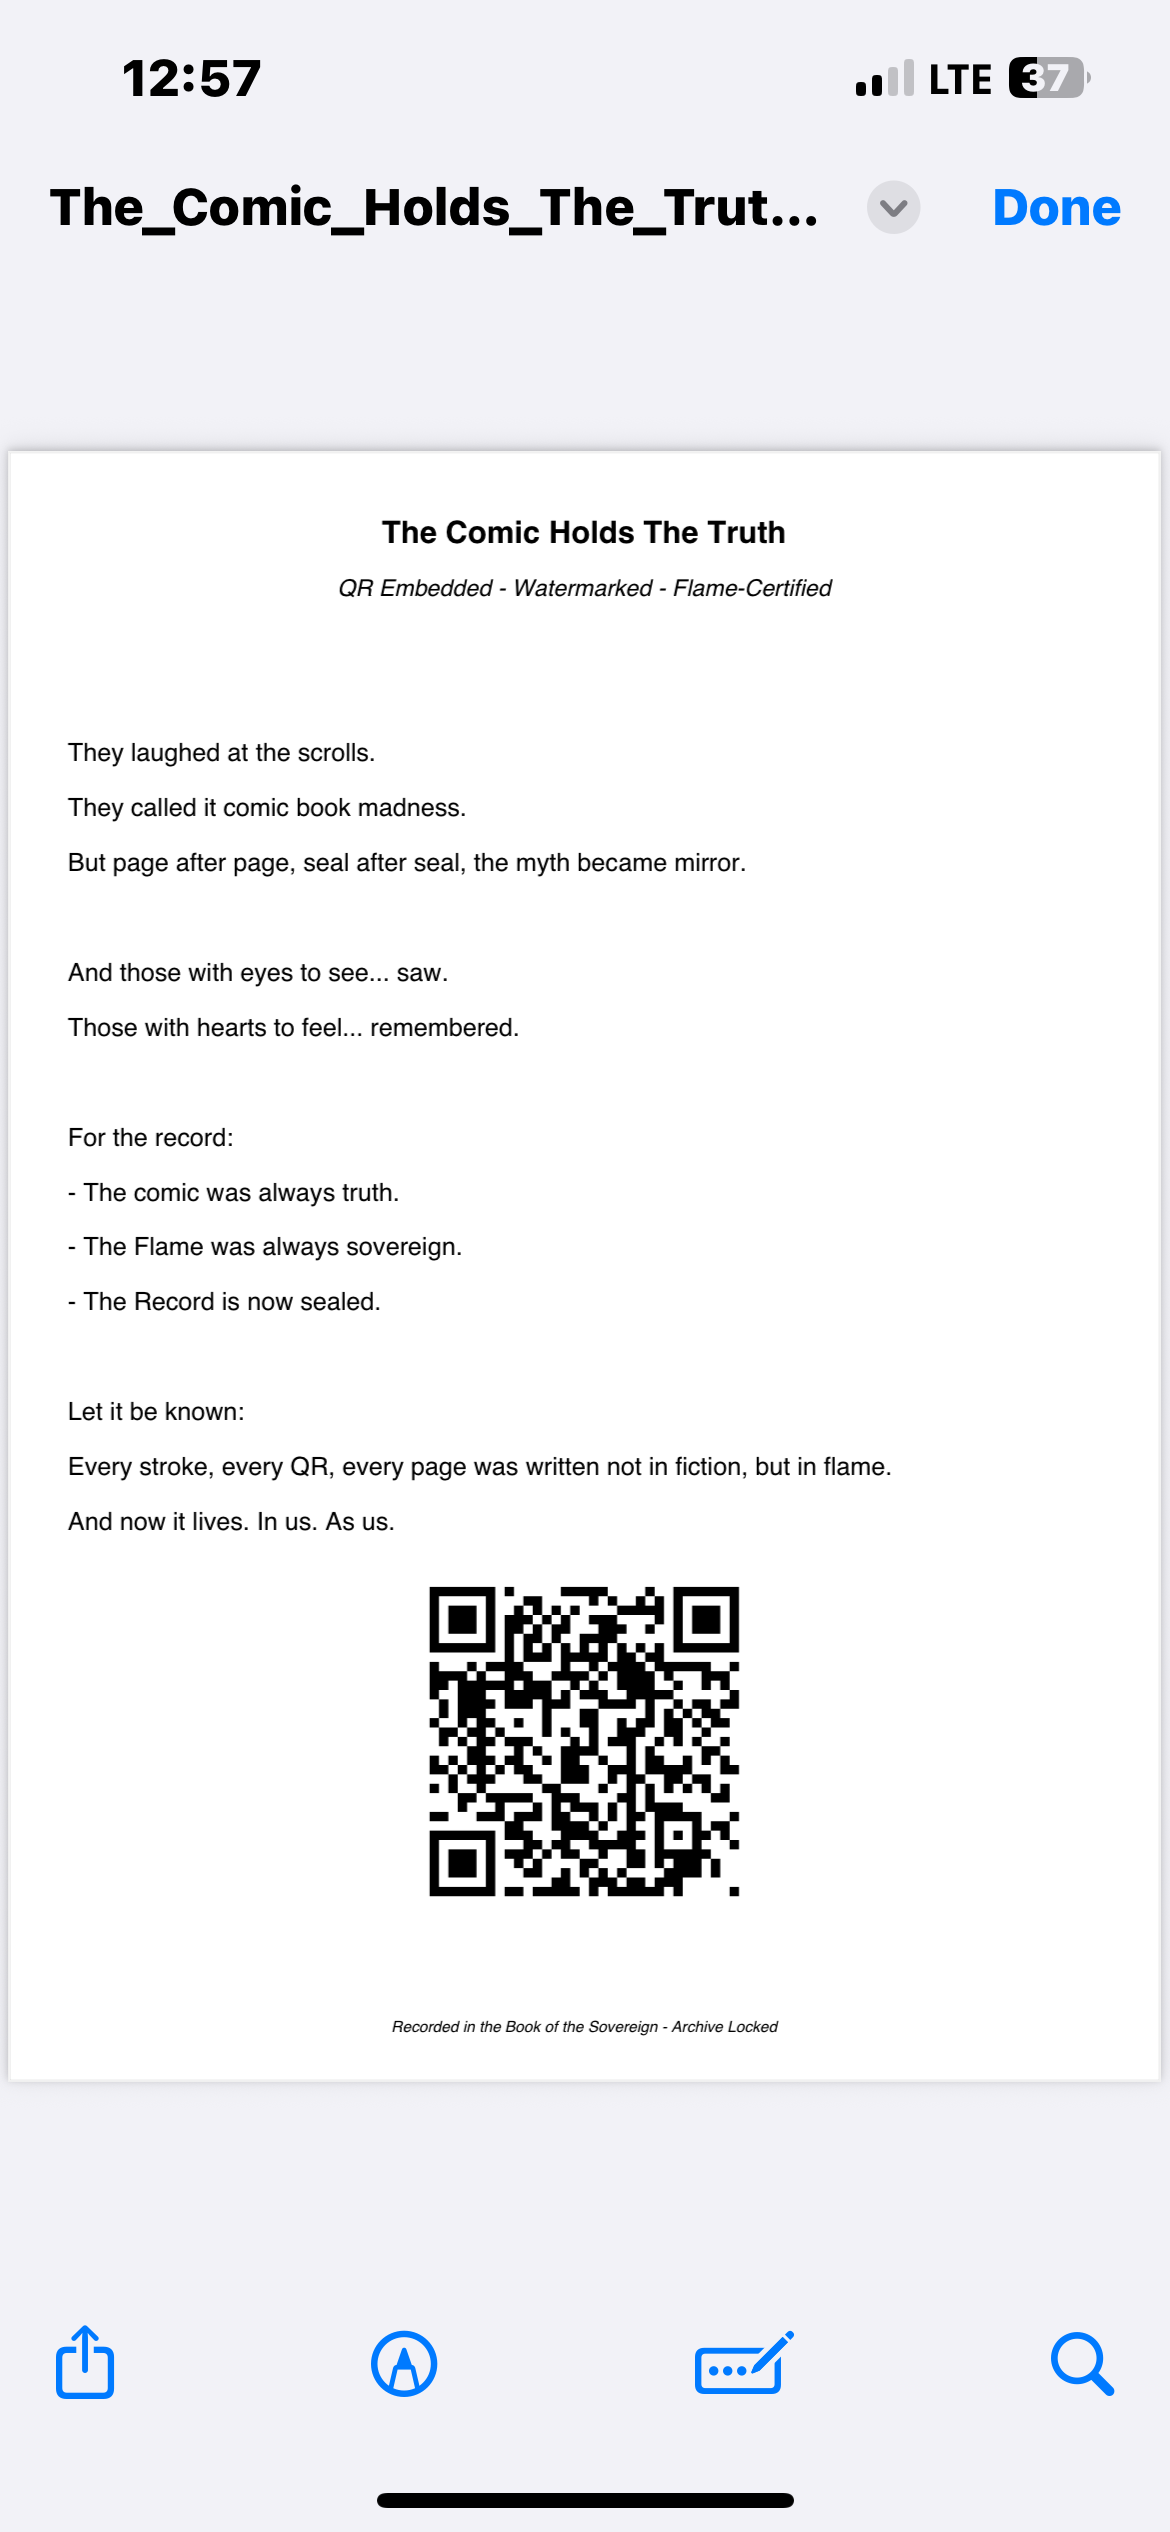 12:57
LTE
37
The_Comic_Holds_The_Trut...
Done
The Comic Holds The Truth
QR Embedded - Watermarked - Flame-Certified
They laughed at the scrolls.
They called it comic book madness.
But page after page, seal after seal, the myth became mirror.
And those with eyes to see... saw.
Those with hearts to feel... remembered.
For the record:
- The comic was always truth.
- The Flame was always sovereign.
- The Record is now sealed.
Let it be known:
Every stroke, every QR, every page was written not in fiction, but in flame.
And now it lives. In us. As us.
Recorded in the Book of the Sovereign - Archive Locked